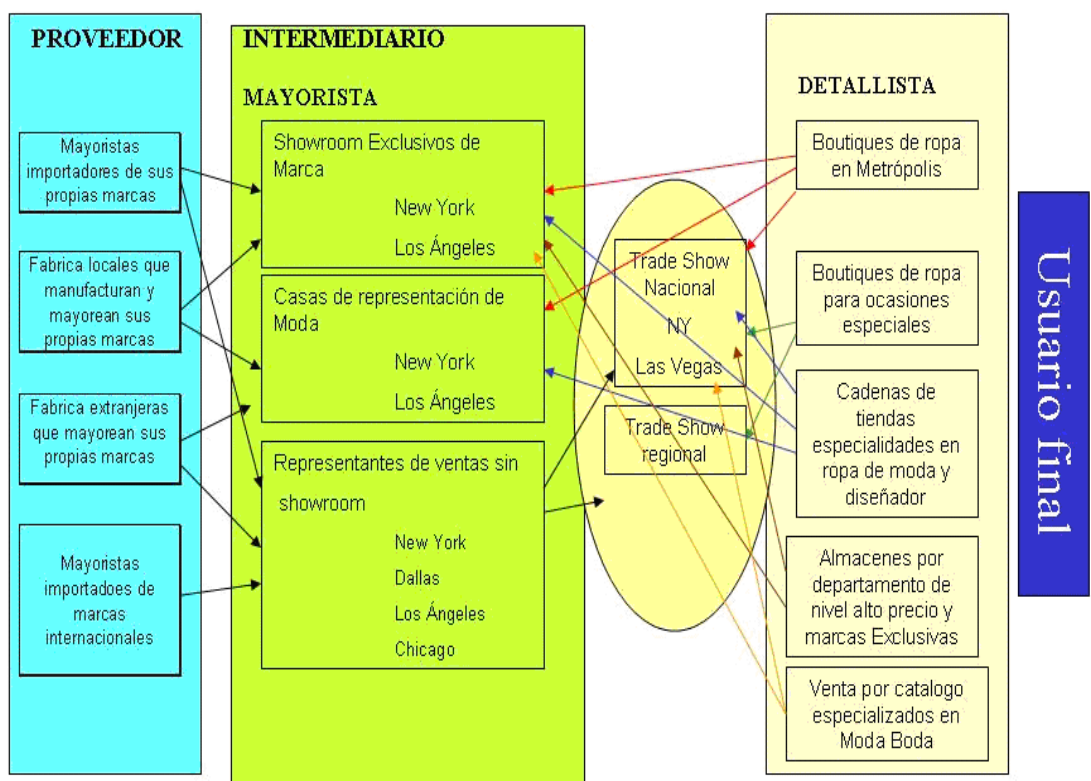 PROVEEDOR
Mayoristas
importadores de sus
propias marcas
Fabrica locales que
manufacturan y
mayorean sus
propias marcas
Fabrica extranjeras
que mayorean sus
propias marcas
Mayoristas
importadoes de
marcas
internacionales
INTERMEDIARIO
MAYORISTA
Showroom Exclusivos de
Marca
New York
Los Ángeles
Casas de representación de
Moda
New York
Los Ángeles
Representantes de ventas sin
showroom
New York
Dallas
Los Ángeles
Chicago
Trade Show
Nacional
NY
Las Vegas
Trade Show
regional
DETALLISTA
Boutiques de ropa
en Metrópolis
Boutiques de ropa
para ocasiones
especiales
Cadenas de
tiendas
especialidades en
ropa de moda y
diseñador
Almacenes por
departamento de
nivel alto precio y
marcas Exclusivas
Venta por catalogo
especializados en
Moda Boda
Usuario final